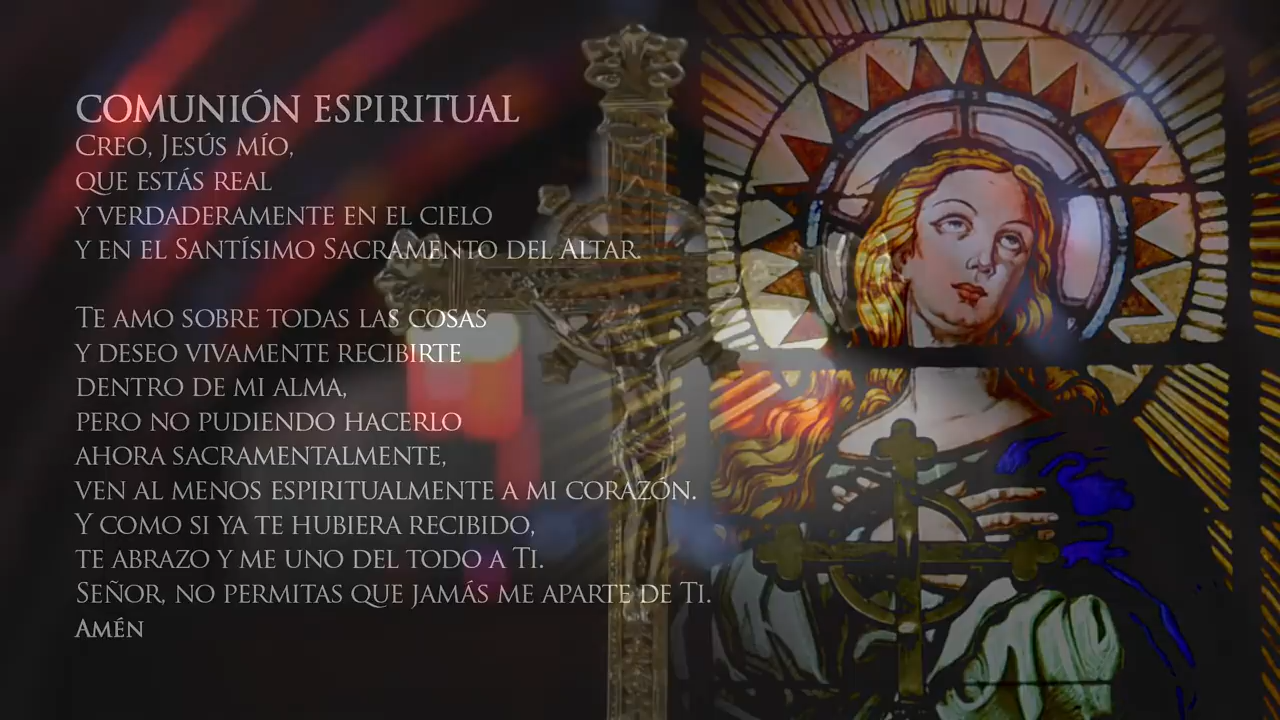 COMUNIÓN ESPIRITUAL
CREO, JESÚS MÍO,
QUE ESTÁS REAL
Y VERDADERAMENTE EN EL CIELO
Y EN EL SANTÍSIMO SACRAMENTO DEL ALTAR.
TE AMO SOBRE TODAS LAS COSAS
Y DESEO VIVAMENTE RECIBIRTE
DENTRO DE MI ALMA,
PERO NO PUDIENDO HACERLO
AHORA SACRAMENTALMENTE,
VEN AL MENOS ESPIRITUALMENTE A MI CORAZÓN.
Y COMO SI YA TE HUBIERA RECIBIDO,
TE ABRAZO Y ME UNO DEL TODO A TI.
SEÑOR, NO PERMITAS QUE JAMÁS ME APARTE DE TI.
AMÉN